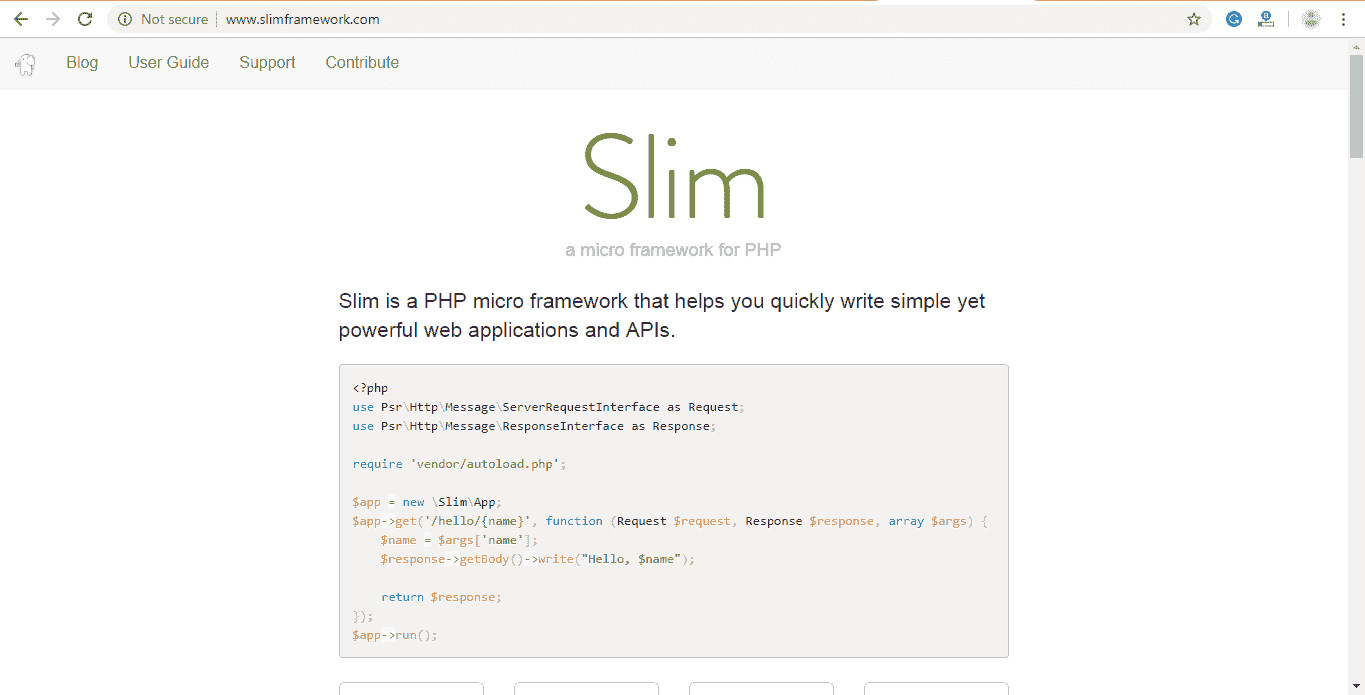 Not secure www.slimframework.com
Blog User Guide Support Contribute
Slim
a micro framework for PHP
Slim is a PHP micro framework that helps you quickly write simple yet
powerful web applications and APIs.
<?php
use Psr\Http\Message\ServerRequestInterface as Request;
use Psr\Http\Message\ResponseInterface as Response;
require 'vendor/autoload.php';
$app = new \Slim\App;
$app->get('/hello/{name}', function (Request $request, Response $response, array $args) {
    $name = $args['name'];
    $response->getBody()->write("Hello, $name");
    return $response;
});
$app->run();